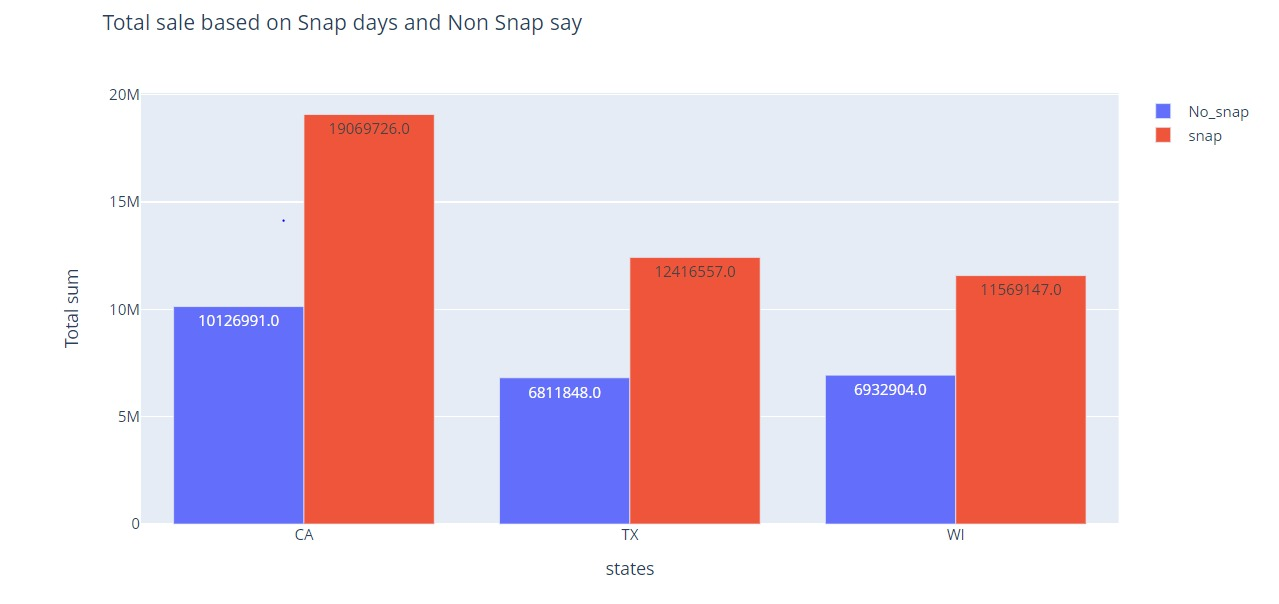 Total sale based on Snap days and Non Snap say
20M
15M
10M
5M
0
Total sum
19069726.0
10126991.0
12416557.0
6811848.0
11569147.0
6932904.0
CA
TX
WI
states
No_snap
snap